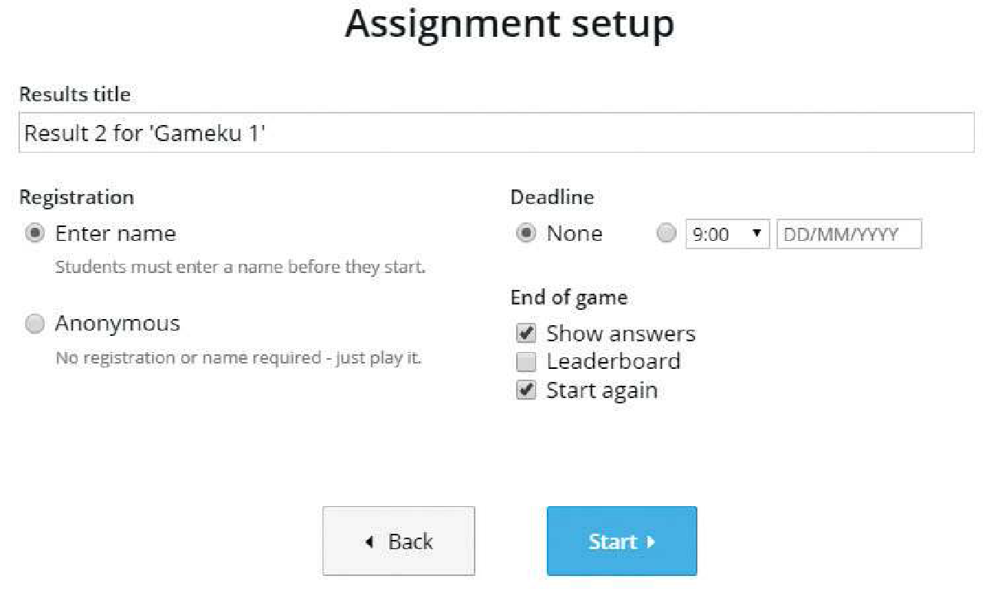 Assignment setup
Results title
Result 2 for 'Gameku 1'
Registration
Enter name
Students must enter a name before they start.
Anonymous
No registration or name required - just play it.
Deadline
None 9:00 DD/MM/YYYY
End of game
Show answers
Leaderboard
Start again
Back
Start